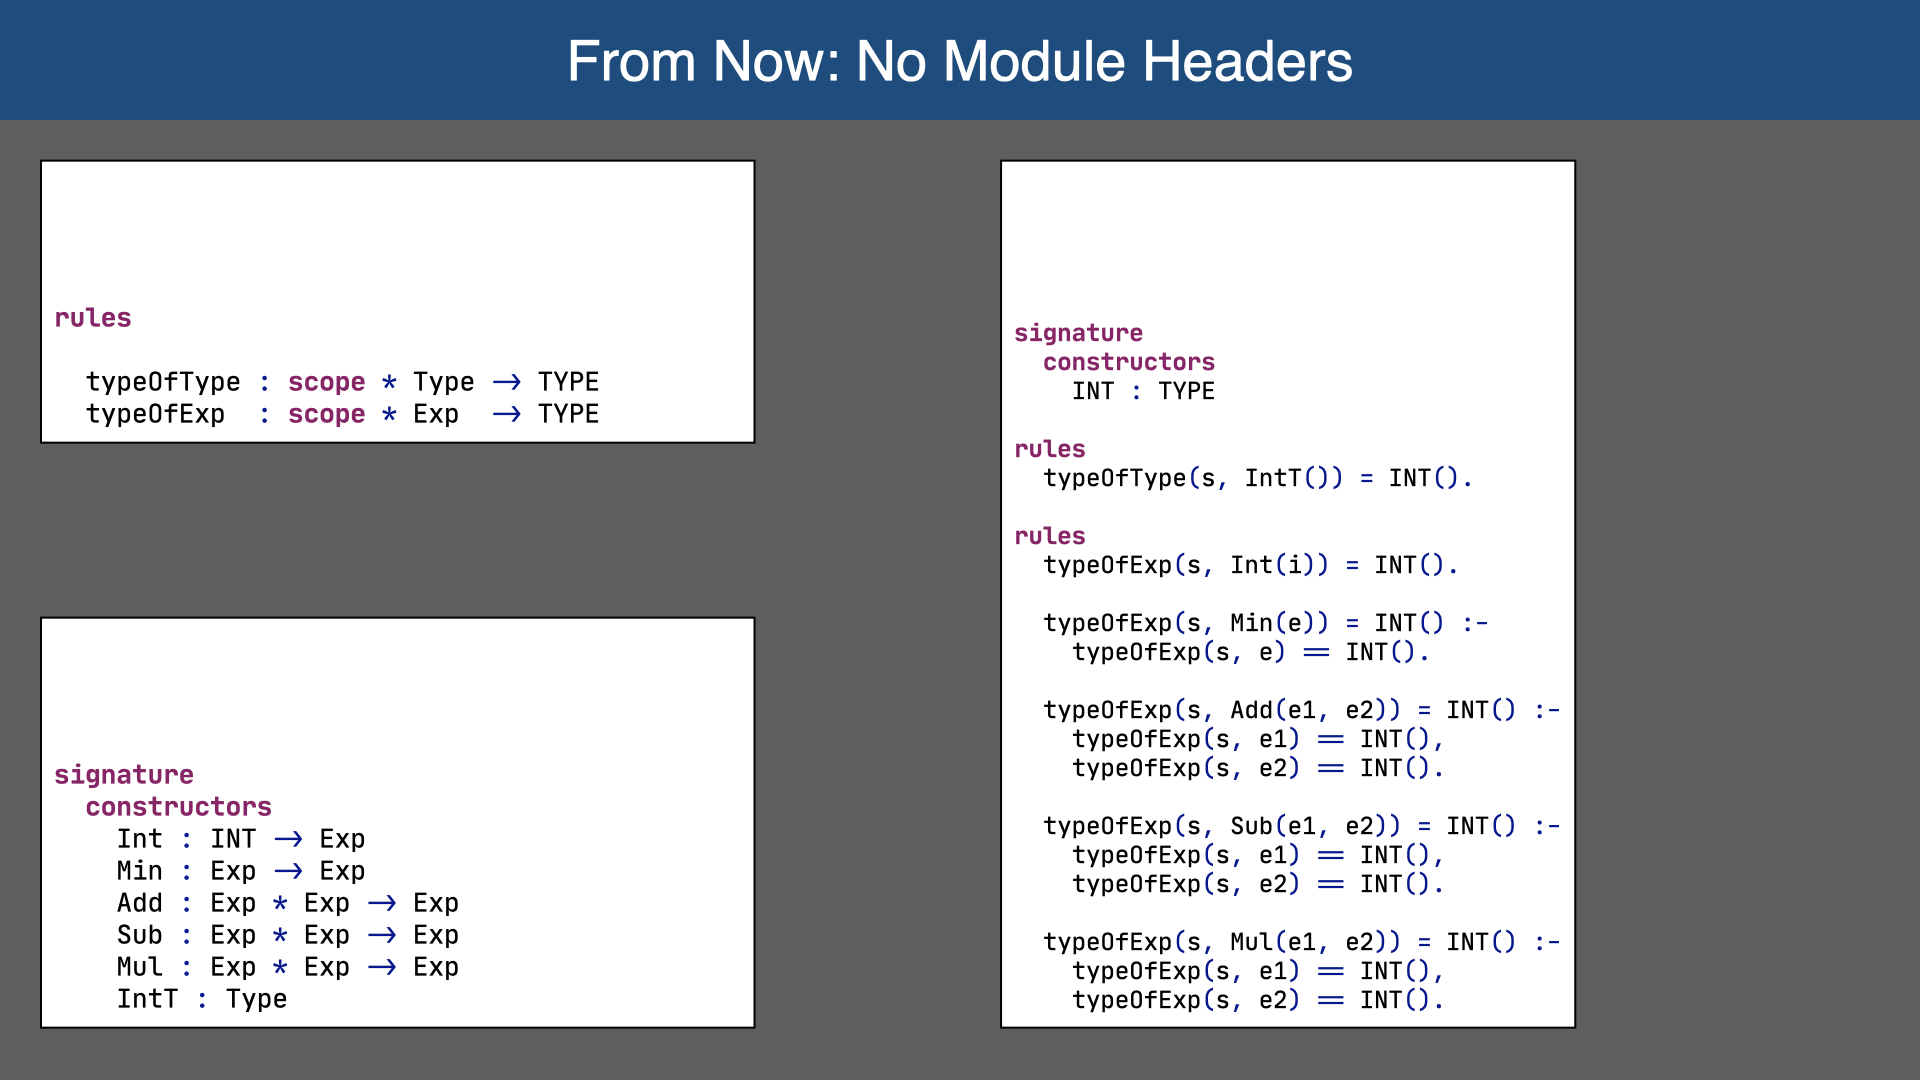 From Now: No Module Headers
rules
typeOfType : scope * Type → TYPE
typeOfExp  : scope * Exp  → TYPE
signature
constructors
Int : INT → Exp
Min : Exp → Exp
Add : Exp * Exp → Exp
Sub : Exp * Exp → Exp
Mul : Exp * Exp → Exp
IntT : Type
signature
constructors
INT : TYPE
rules
typeOfType(s, IntT()) = INT().
rules
typeOfExp(s, Int(i)) = INT().
typeOfExp(s, Min(e)) = INT() :-
typeOfExp(s, e) == INT().
typeOfExp(s, Add(e1, e2)) = INT() :-
typeOfExp(s, e1) == INT(),
typeOfExp(s, e2) == INT().
typeOfExp(s, Sub(e1, e2)) = INT() :-
typeOfExp(s, e1) == INT(),
typeOfExp(s, e2) == INT().
typeOfExp(s, Mul(e1, e2)) = INT() :-
typeOfExp(s, e1) == INT(),
typeOfExp(s, e2) == INT().